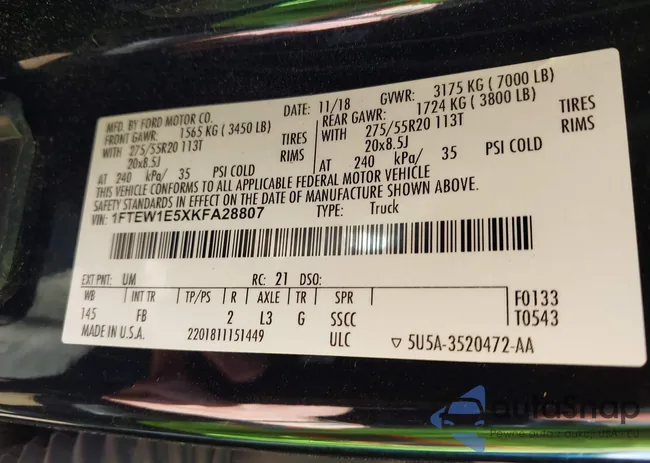 MFD. BY FORD MOTOR CO.
DATE: 11/18 GVWR: 3175 KG ( 7000 LB)
FRONT GAWR: 1565 KG ( 3450 LB) REAR GAWR: 1724 KG ( 3800 LB)
WITH 275/55R20 113T TIRES WITH 275/55R20 113T TIRES
20x8.5J RIMS 20x8.5J RIMS
AT 240 kPa/ 35 PSI COLD AT 240 kPa/ 35 PSI COLD
THIS VEHICLE CONFORMS TO ALL APPLICABLE FEDERAL MOTOR VEHICLE
SAFETY STANDARDS IN EFFECT ON THE DATE OF MANUFACTURE SHOWN ABOVE.
VIN: 1FTEW1E5XKFA28807 TYPE: Truck
EXT PNT: UM RC: 21 DSO:
WB INT TR TP/PS R AXLE TR SPR F0133
145 FB 2 L3 G SSCC T0543
MADE IN U.S.A. 2201811151449 ULC ▽ 5U5A-3520472-AA
autaSnap